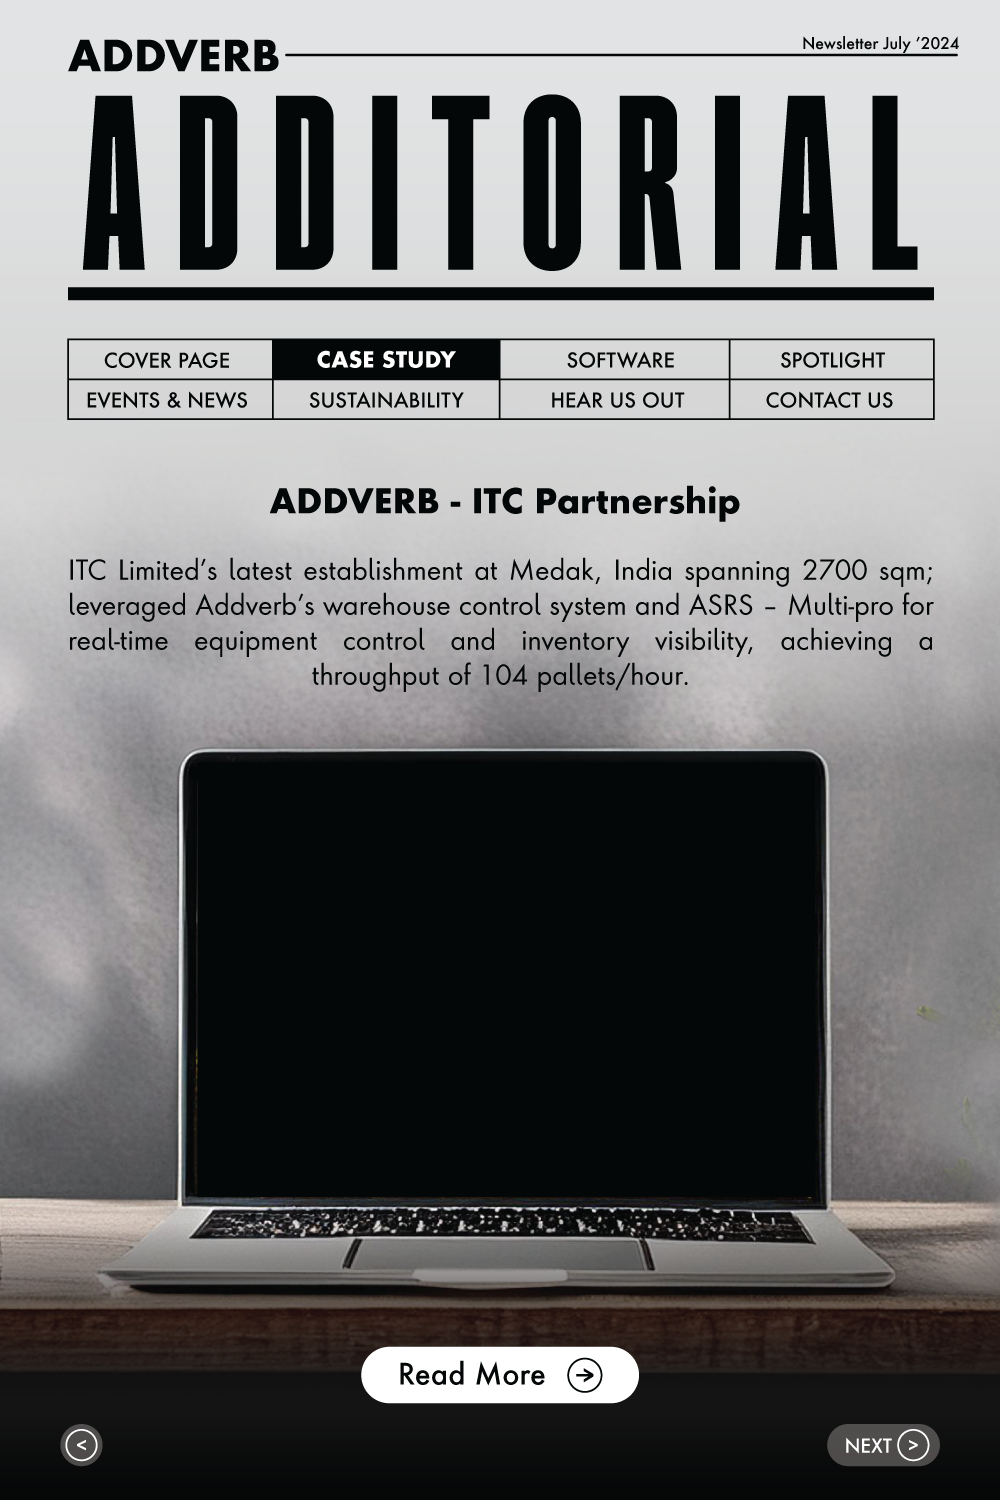 ADDVERB
Newsletter July ’2024
ADDITORIAL
COVER PAGE
CASE STUDY
SOFTWARE
SPOTLIGHT
EVENTS & NEWS
SUSTAINABILITY
HEAR US OUT
CONTACT US
ADDVERB - ITC Partnership
ITC Limited’s latest establishment at Medak, India spanning 2700 sqm;
leveraged Addverb’s warehouse control system and ASRS – Multi-pro for
real-time equipment control and inventory visibility, achieving a
throughput of 104 pallets/hour.
Read More
<
NEXT >